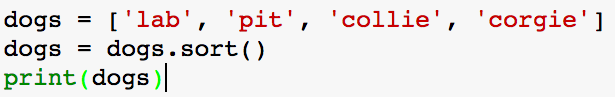 dogs = ['lab', 'pit', 'collie', 'corgie']
dogs = dogs.sort()
print(dogs)